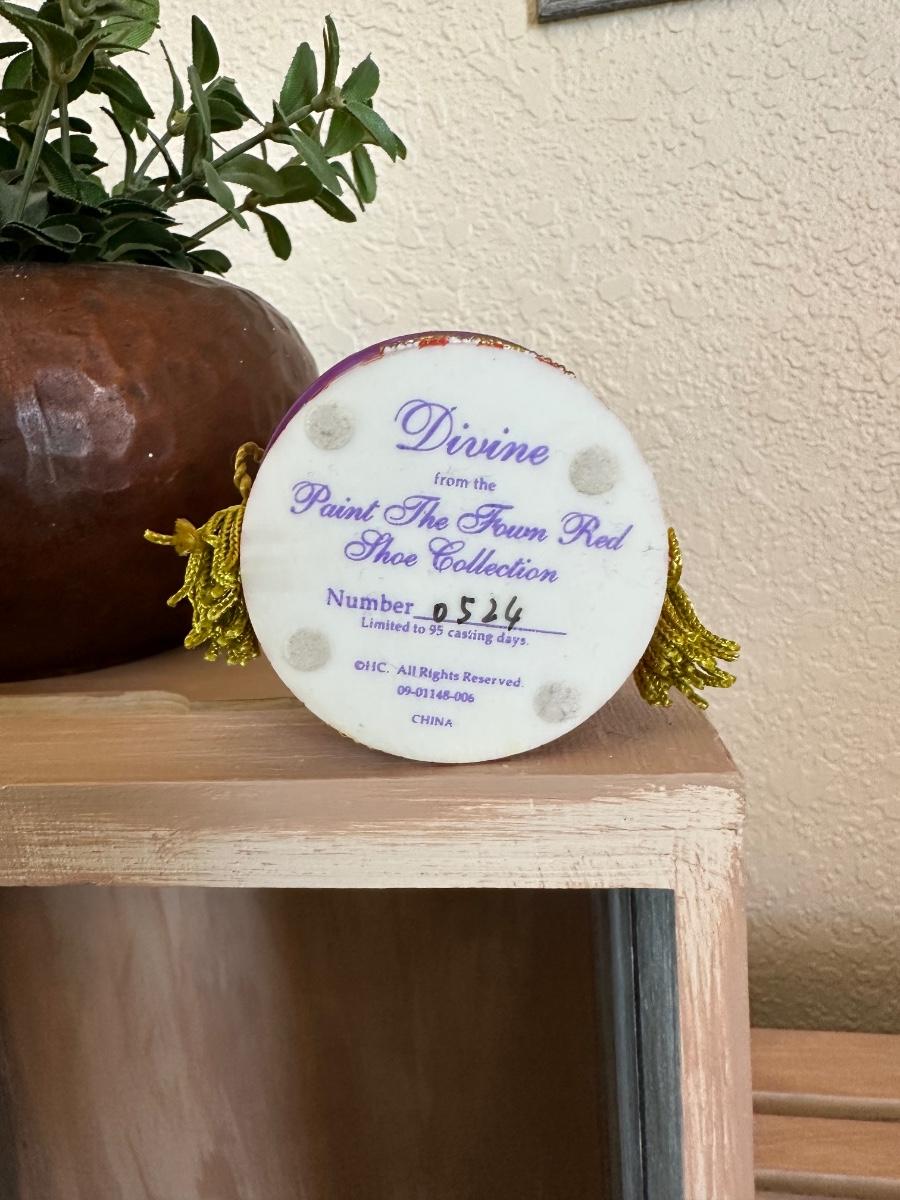 Divine
from the
Paint The Town Red
Shoe Collection
Number 0524
Limited to 95 casting days.
©HC. All Rights Reserved.
09-01148-006
CHINA